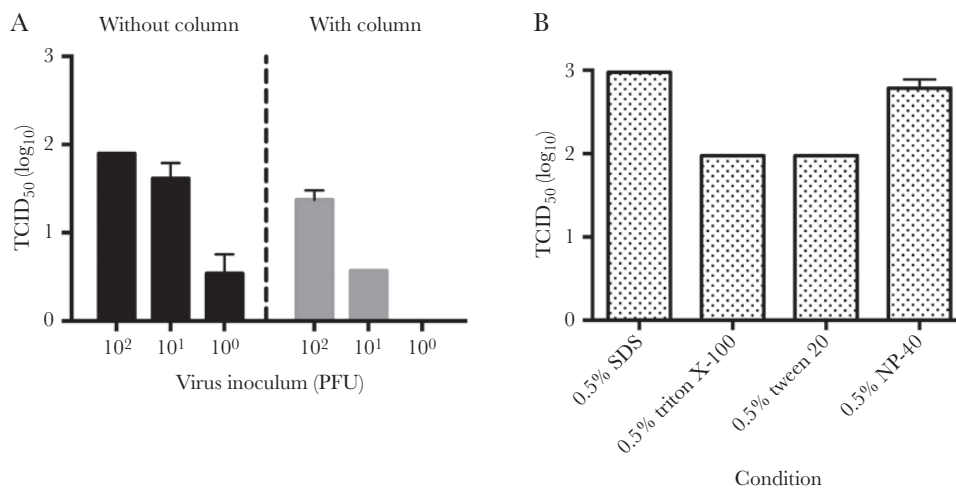 A
Without column
With column
TCID₅₀ (log₁₀)
3
2
1
0
10² 10¹ 10⁰ 10² 10¹ 10⁰
Virus inoculum (PFU)
B
TCID₅₀ (log₁₀)
3
2
1
0
0.5% SDS
0.5% triton X-100
0.5% tween 20
0.5% NP-40
Condition